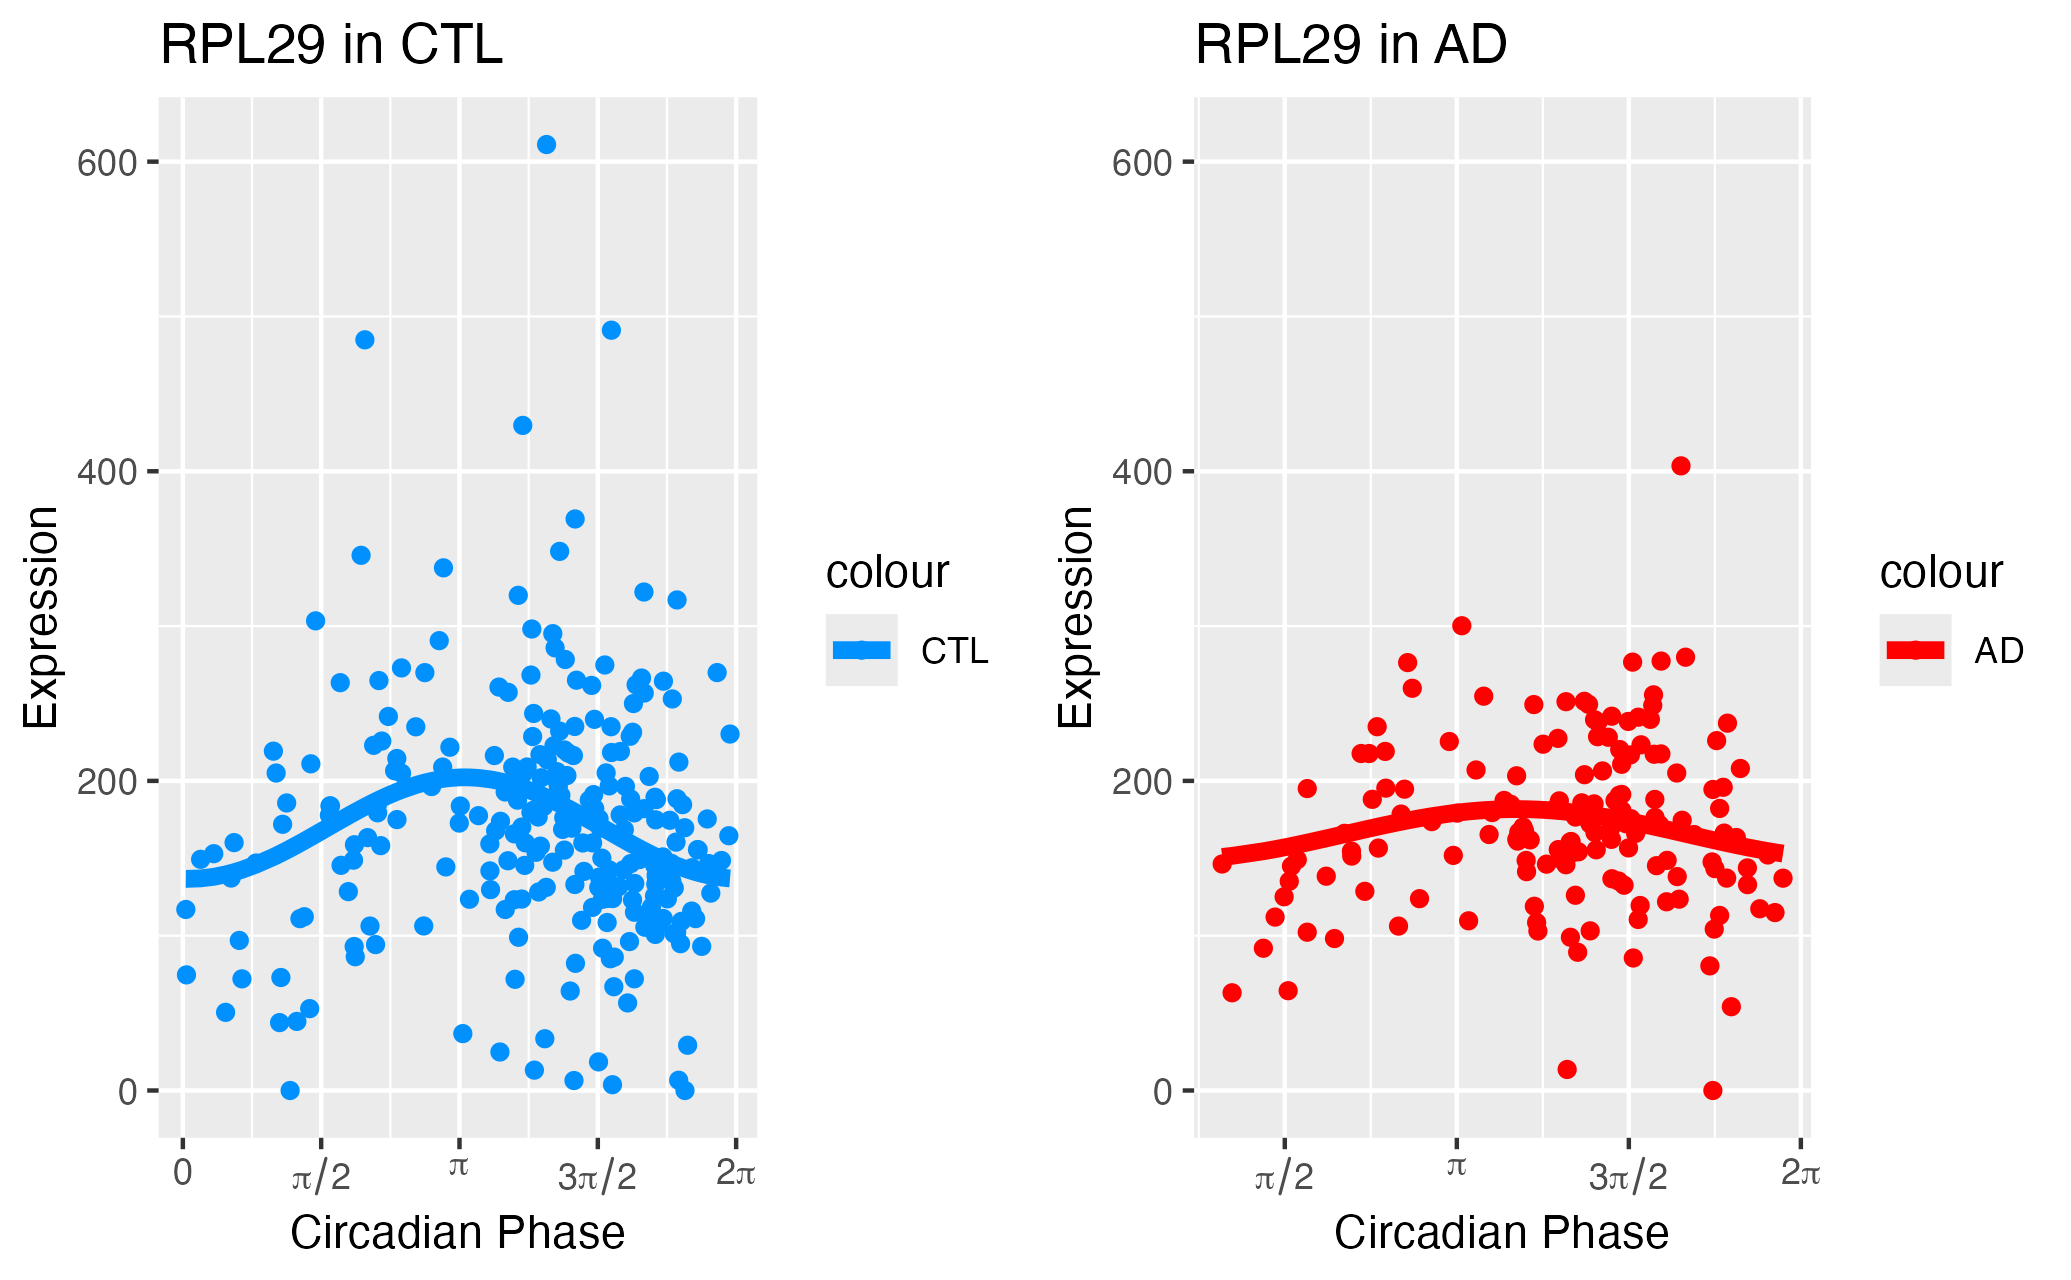 RPL29 in CTL
600
400
200
0
Expression
0 π/2 π 3π/2 2π
Circadian Phase
colour
CTL
RPL29 in AD
600
400
200
0
Expression
π/2 π 3π/2 2π
Circadian Phase
colour
AD